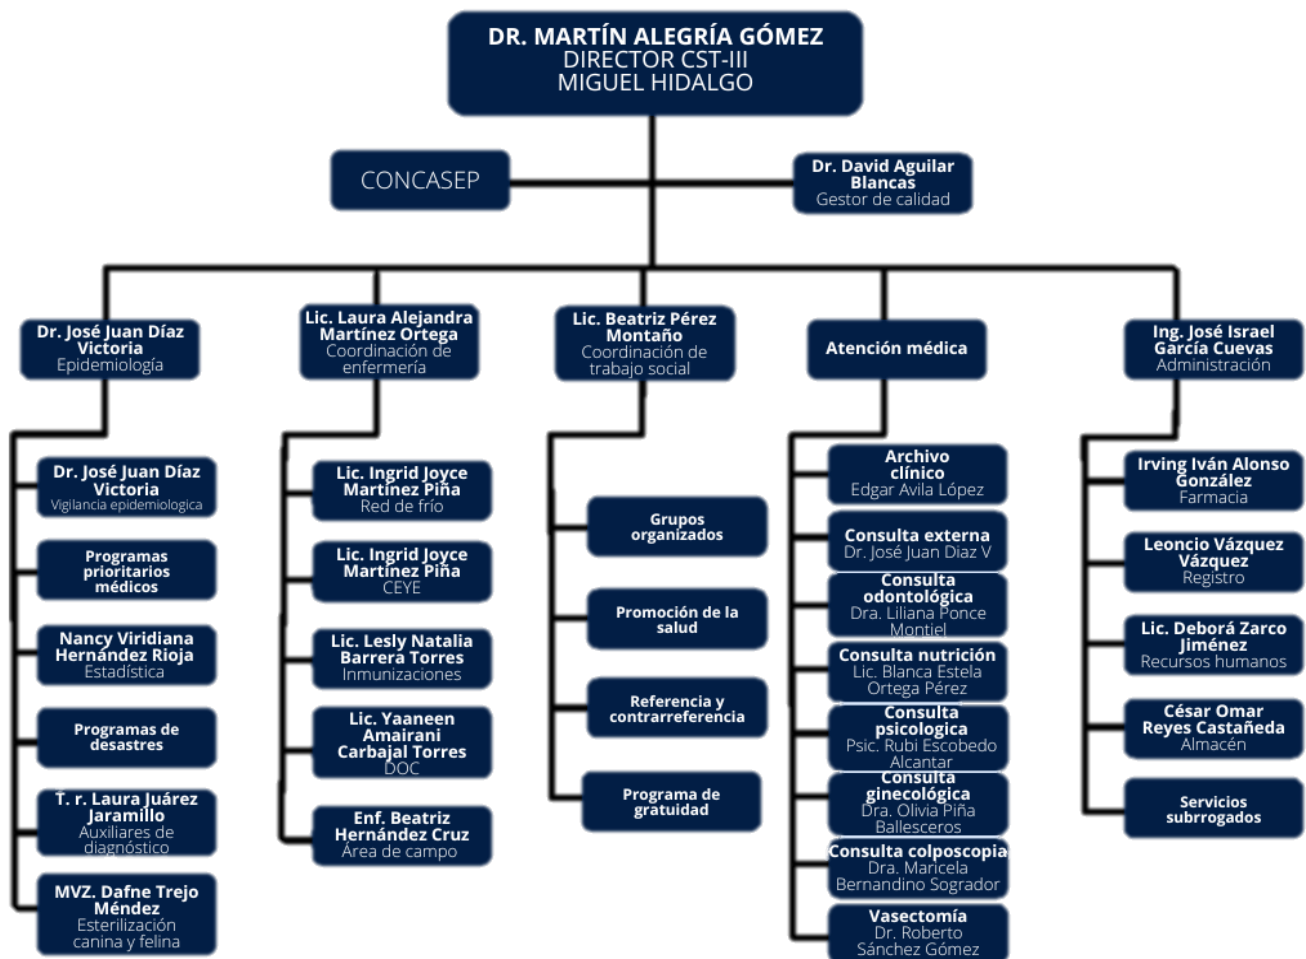 DR. MARTÍN ALEGRÍA GÓMEZ
DIRECTOR CST-III
MIGUEL HIDALGO
CONCASEP
Dr. David Aguilar
Blancas
Gestor de calidad
Dr. José Juan Díaz
Victoria
Epidemiología
Lic. Laura Alejandra
Martínez Ortega
Coordinación de
enfermería
Lic. Beatriz Pérez
Montaño
Coordinación de
trabajo social
Atención médica
Ing. José Israel
García Cuevas
Administración
Dr. José Juan Díaz
Victoria
Vigilancia epidemiologica
Programas
prioritarios
médicos
Nancy Viridiana
Hernández Rioja
Estadística
Programas de
desastres
T. r. Laura Juárez
Jaramillo
Auxiliares de
diagnóstico
MVZ. Dafne Trejo
Méndez
Esterilización
canina y felina
Lic. Ingrid Joyce
Martínez Piña
Red de frío
Lic. Ingrid Joyce
Martínez Piña
CEYE
Lic. Lesly Natalia
Barrera Torres
Inmunizaciones
Lic. Yaaneen
Amairani
Carbajal Torres
DOC
Enf. Beatriz
Hernández Cruz
Área de campo
Grupos
organizados
Promoción de la
salud
Referencia y
contrarreferencia
Programa de
gratuidad
Archivo
clínico
Edgar Avila López
Consulta externa
Dr. José Juan Diaz V
Consulta
odontológica
Dra. Liliana Ponce
Montiel
Consulta nutrición
Lic. Blanca Estela
Ortega Pérez
Consulta
psicologica
Psic. Rubi Escobedo
Alcantar
Consulta
ginecológica
Dra. Olivia Piña
Ballesceros
Consulta colposcopia
Dra. Maricela
Bernandino Sogrador
Vasectomía
Dr. Roberto
Sánchez Gómez
Irving Iván Alonso
González
Farmacia
Leoncio Vázquez
Vázquez
Registro
Lic. Deborá Zarco
Jiménez
Recursos humanos
César Omar
Reyes Castañeda
Almacén
Servicios
subrrogados